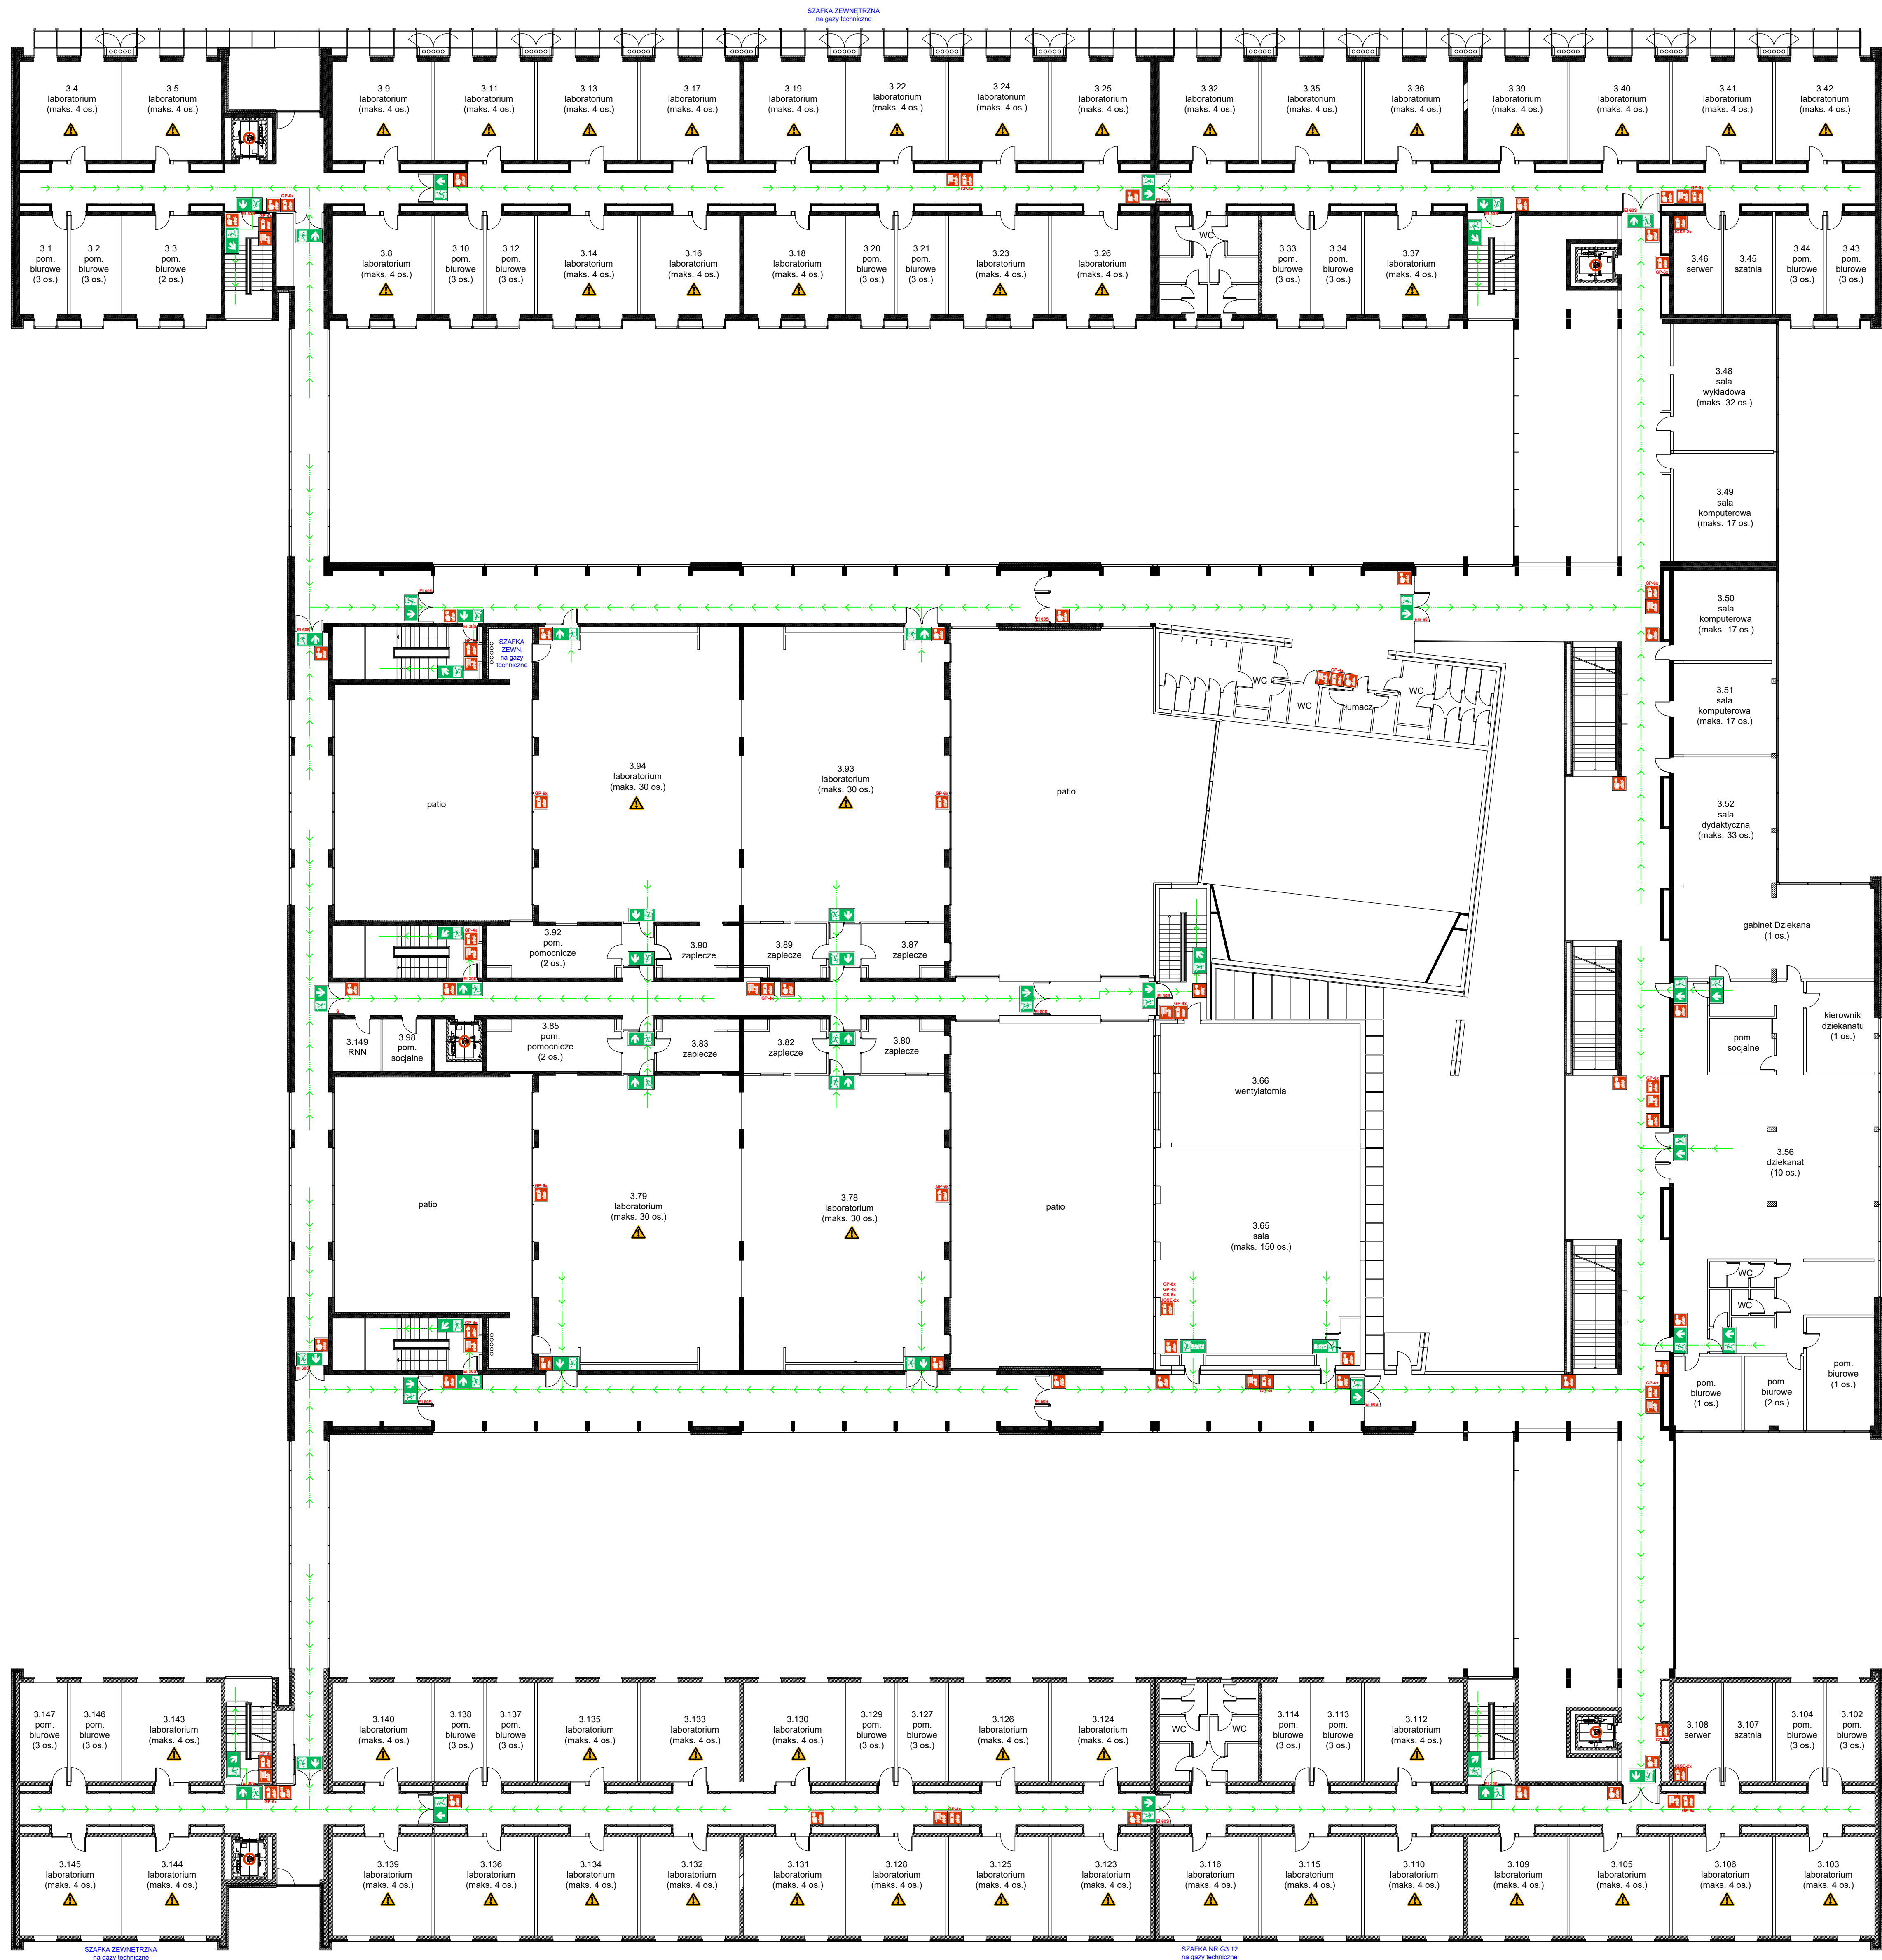 SZAFKA ZEWNĘTRZNA
na gazy techniczne
3.4
laboratorium
(maks. 4 os.)
3.5
laboratorium
(maks. 4 os.)
3.9
laboratorium
(maks. 4 os.)
3.11
laboratorium
(maks. 4 os.)
3.13
laboratorium
(maks. 4 os.)
3.17
laboratorium
(maks. 4 os.)
3.19
laboratorium
(maks. 4 os.)
3.22
laboratorium
(maks. 4 os.)
3.24
laboratorium
(maks. 4 os.)
3.25
laboratorium
(maks. 4 os.)
3.32
laboratorium
(maks. 4 os.)
3.35
laboratorium
(maks. 4 os.)
3.36
laboratorium
(maks. 4 os.)
3.39
laboratorium
(maks. 4 os.)
3.40
laboratorium
(maks. 4 os.)
3.41
laboratorium
(maks. 4 os.)
3.42
laboratorium
(maks. 4 os.)
3.1
pom.
biurowe
(3 os.)
3.2
pom.
biurowe
(3 os.)
3.3
pom.
biurowe
(2 os.)
3.8
laboratorium
(maks. 4 os.)
3.10
pom.
biurowe
(3 os.)
3.12
pom.
biurowe
(3 os.)
3.14
laboratorium
(maks. 4 os.)
3.16
laboratorium
(maks. 4 os.)
3.18
laboratorium
(maks. 4 os.)
3.20
pom.
biurowe
(3 os.)
3.21
pom.
biurowe
(3 os.)
3.23
laboratorium
(maks. 4 os.)
3.26
laboratorium
(maks. 4 os.)
WC
3.33
pom.
biurowe
(3 os.)
3.34
pom.
biurowe
(3 os.)
3.37
laboratorium
(maks. 4 os.)
3.46
serwer
3.45
szatnia
3.44
pom.
biurowe
(3 os.)
3.43
pom.
biurowe
(3 os.)
3.48
sala
wykładowa
(maks. 32 os.)
3.49
sala
komputerowa
(maks. 17 os.)
3.50
sala
komputerowa
(maks. 17 os.)
3.51
sala
komputerowa
(maks. 17 os.)
3.52
sala
dydaktyczna
(maks. 33 os.)
SZAFKA
ZEWN.
na gazy
techniczne
WC
WC
tłumacz
WC
patio
3.94
laboratorium
(maks. 30 os.)
3.93
laboratorium
(maks. 30 os.)
patio
3.92
pom.
pomocnicze
(2 os.)
3.90
zaplecze
3.89
zaplecze
3.87
zaplecze
gabinet Dziekana
(1 os.)
kierownik
dziekanatu
(1 os.)
pom.
socjalne
3.149
RNN
3.98
pom.
socjalne
3.85
pom.
pomocnicze
(2 os.)
3.83
zaplecze
3.82
zaplecze
3.80
zaplecze
3.66
wentylatornia
3.56
dziekanat
(10 os.)
patio
3.79
laboratorium
(maks. 30 os.)
3.78
laboratorium
(maks. 30 os.)
patio
3.65
sala
(maks. 150 os.)
GP-6x
GP-4x
GS-5x
UGSE-2x
WC
WC
pom.
biurowe
(1 os.)
pom.
biurowe
(2 os.)
pom.
biurowe
(1 os.)
3.147
pom.
biurowe
(3 os.)
3.146
pom.
biurowe
(3 os.)
3.143
laboratorium
(maks. 4 os.)
3.140
laboratorium
(maks. 4 os.)
3.138
pom.
biurowe
(3 os.)
3.137
pom.
biurowe
(3 os.)
3.135
laboratorium
(maks. 4 os.)
3.133
laboratorium
(maks. 4 os.)
3.130
laboratorium
(maks. 4 os.)
3.129
pom.
biurowe
(3 os.)
3.127
pom.
biurowe
(3 os.)
3.126
laboratorium
(maks. 4 os.)
3.124
laboratorium
(maks. 4 os.)
WC
WC
3.114
pom.
biurowe
(3 os.)
3.113
pom.
biurowe
(3 os.)
3.112
laboratorium
(maks. 4 os.)
3.108
serwer
3.107
szatnia
3.104
pom.
biurowe
(3 os.)
3.102
pom.
biurowe
(3 os.)
3.145
laboratorium
(maks. 4 os.)
3.144
laboratorium
(maks. 4 os.)
3.139
laboratorium
(maks. 4 os.)
3.136
laboratorium
(maks. 4 os.)
3.134
laboratorium
(maks. 4 os.)
3.132
laboratorium
(maks. 4 os.)
3.131
laboratorium
(maks. 4 os.)
3.128
laboratorium
(maks. 4 os.)
3.125
laboratorium
(maks. 4 os.)
3.123
laboratorium
(maks. 4 os.)
3.116
laboratorium
(maks. 4 os.)
3.115
laboratorium
(maks. 4 os.)
3.110
laboratorium
(maks. 4 os.)
3.109
laboratorium
(maks. 4 os.)
3.105
laboratorium
(maks. 4 os.)
3.106
laboratorium
(maks. 4 os.)
3.103
laboratorium
(maks. 4 os.)
SZAFKA ZEWNĘTRZNA
na gazy techniczne
SZAFKA NR G3.12
na gazy techniczne